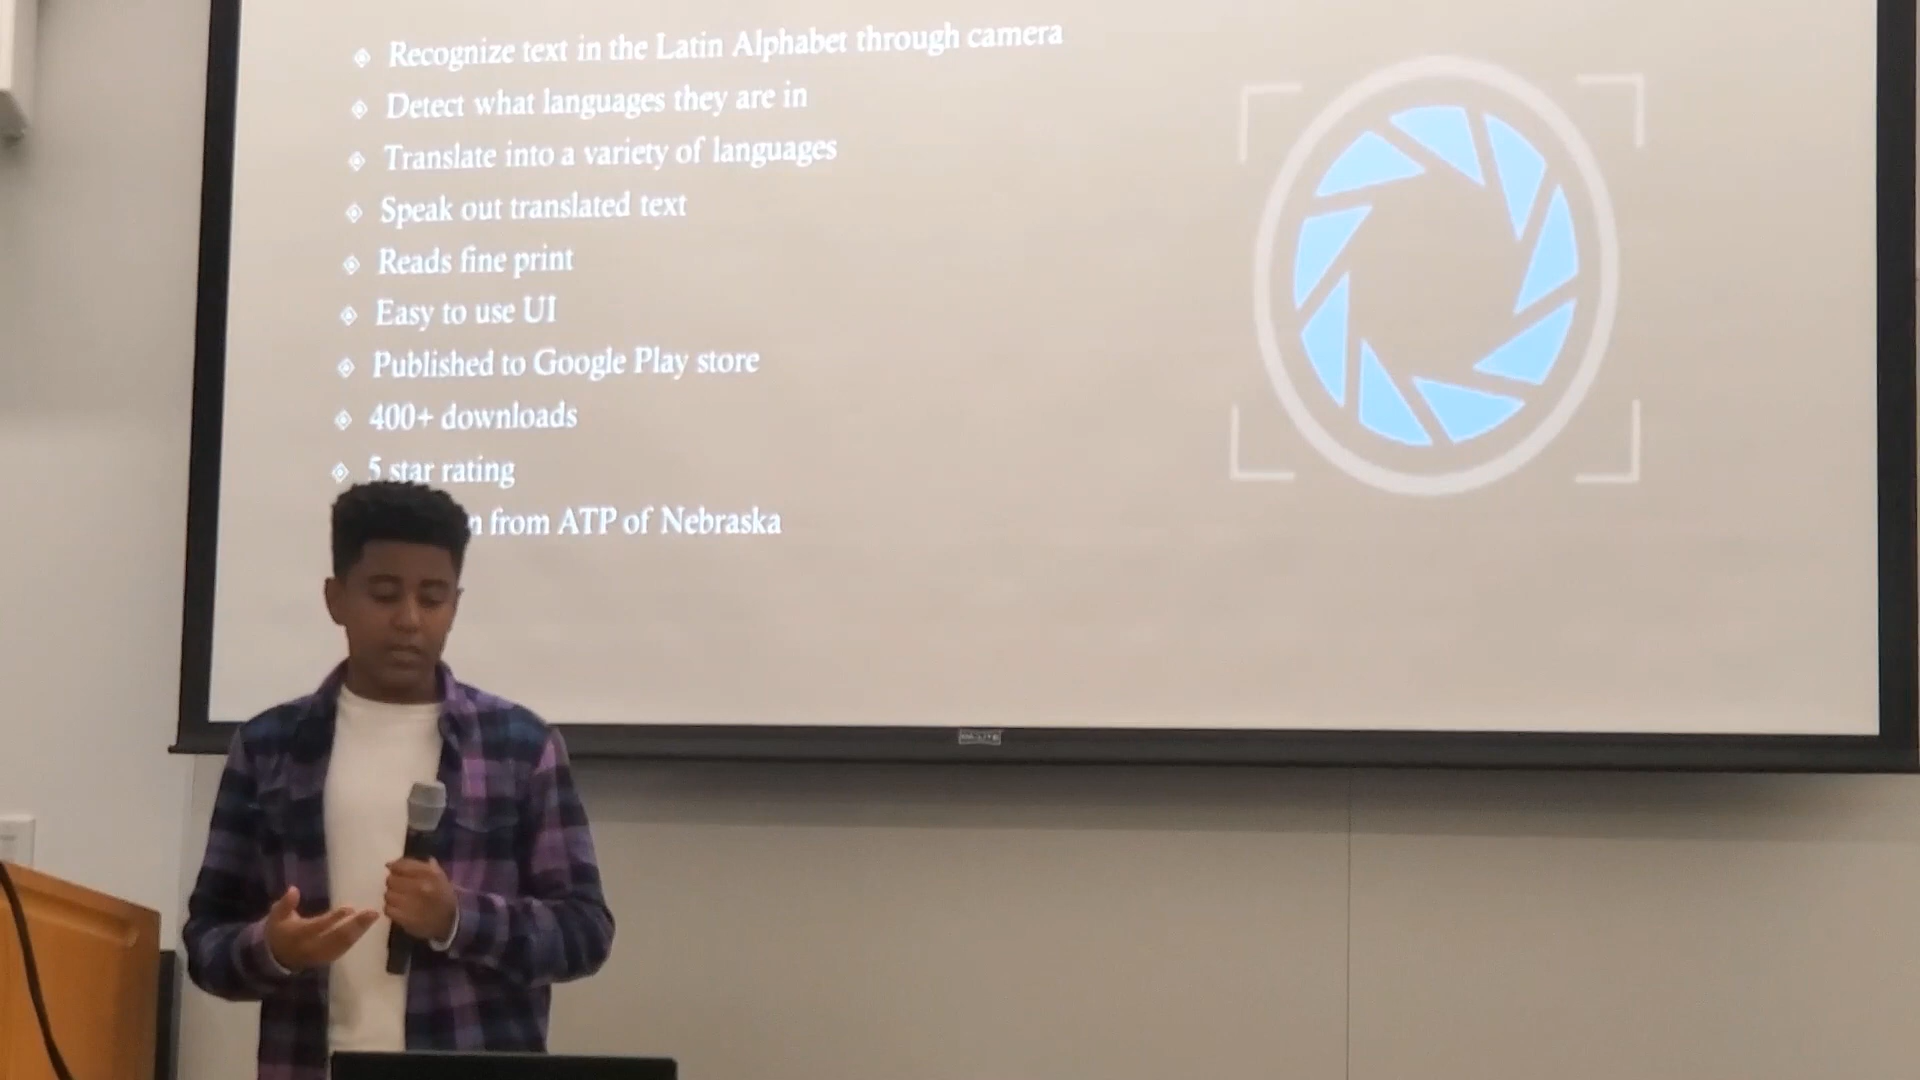 Recognize text in the Latin Alphabet through camera
Detect what languages they are in
Translate into a variety of languages
Speak out translated text
Reads fine print
Easy to use UI
Published to Google Play store
400+ downloads
5 star rating
from ATP of Nebraska
DA-LITE